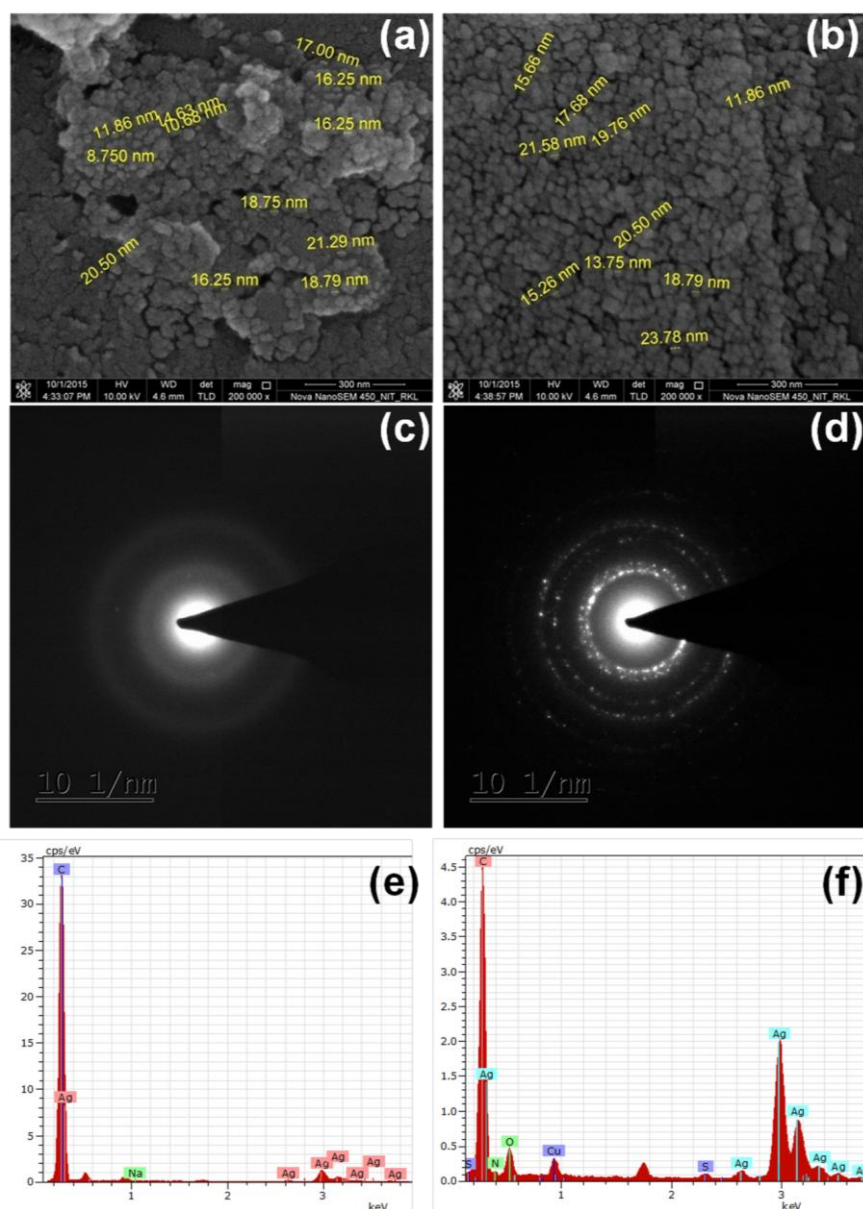 (a)
17.00 nm
16.25 nm
14.63 nm
11.86 nm
10.68 nm
16.25 nm
8.750 nm
18.75 nm
21.29 nm
20.50 nm
16.25 nm
18.79 nm
10/1/2015 HV WD det mag 300 nm
4:33:07 PM 10.00 kV 4.6 mm TLD 200 000 x Nova NanoSEM 450_NIT_RKL
(b)
15.66 nm
11.86 nm
17.68 nm
19.76 nm
21.58 nm
20.50 nm
13.75 nm
15.26 nm
18.79 nm
23.78 nm
10/1/2015 HV WD det mag 300 nm
4:38:57 PM 10.00 kV 4.6 mm TLD 200 000 x Nova NanoSEM 450_NIT_RKL
(c)
10 1/nm
(d)
10 1/nm
cps/eV
(e)
35
30
25
20
15
10
5
0
C
Ag
Na
Ag
Ag
Ag
Ag
Ag
Ag
1 2 3
keV
cps/eV
(f)
4.5
4.0
3.5
3.0
2.5
2.0
1.5
1.0
0.5
0.0
C
Ag
S
N
O
Cu
S
Ag
Ag
Ag
Ag
Ag
1 2 3
keV